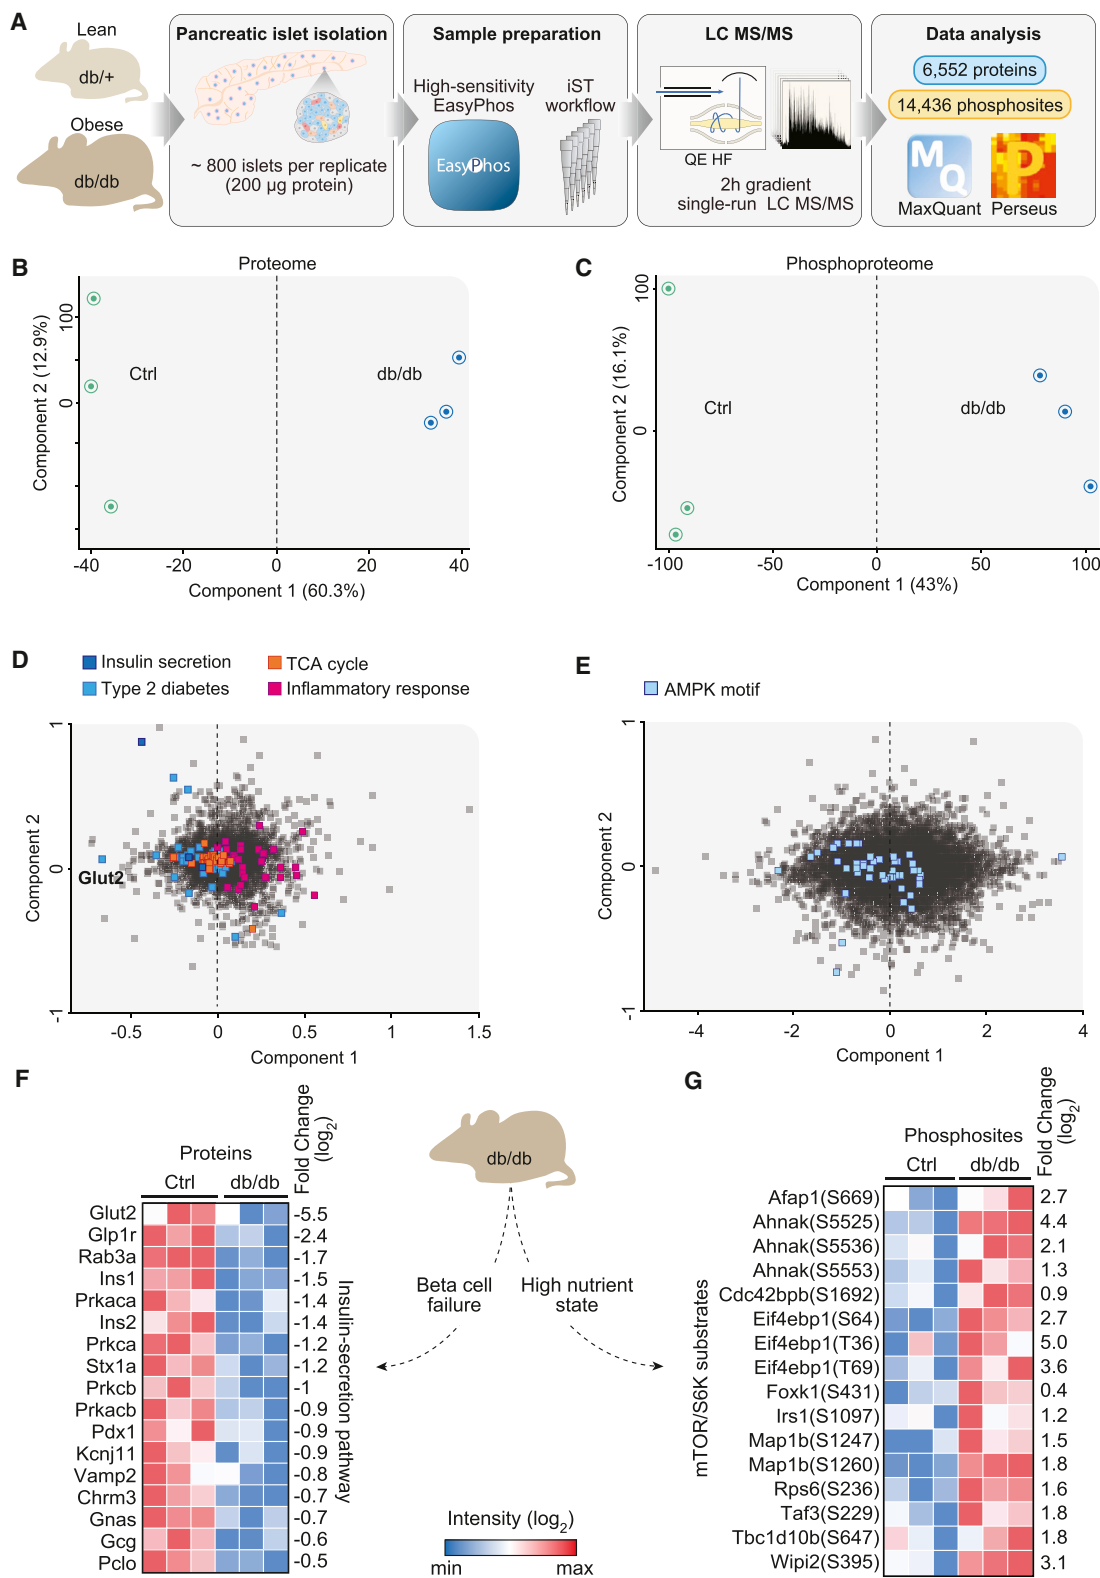 A
Lean
db/+
Obese
db/db
Pancreatic islet isolation
~ 800 islets per replicate
(200 µg protein)
Sample preparation
High-sensitivity
EasyPhos
iST
workflow
EasyPhos
LC MS/MS
QE HF
2h gradient
single-run LC MS/MS
Data analysis
6,552 proteins
14,436 phosphosites
MQ
P
MaxQuant
Perseus
B
Proteome
Component 2 (12.9%)
100
0
Ctrl
db/db
-40
-20
0
20
40
Component 1 (60.3%)
C
Phosphoproteome
Component 2 (16.1%)
100
0
Ctrl
db/db
-100
-50
0
50
100
Component 1 (43%)
D
Insulin secretion
TCA cycle
Type 2 diabetes
Inflammatory response
Component 2
1
0
-1
Glut2
-0.5
0
0.5
1
1.5
Component 1
E
AMPK motif
Component 2
1
0
-1
-4
-2
0
2
4
Component 1
F
Proteins
Ctrl
db/db
Fold Change
(log2)
Glut2 -5.5
Glp1r -2.4
Rab3a -1.7
Ins1 -1.5
Prkaca -1.4
Ins2 -1.4
Prkca -1.2
Stx1a -1.2
Prkcb -1
Prkacb -0.9
Pdx1 -0.9
Kcnj11 -0.9
Vamp2 -0.8
Chrm3 -0.7
Gnas -0.7
Gcg -0.6
Pclo -0.5
Insulin-secretion pathway
db/db
Beta cell
failure
High nutrient
state
Intensity (log2)
min
max
G
Phosphosites
Ctrl
db/db
Fold Change
(log2)
mTOR/S6K substrates
Afap1(S669) 2.7
Ahnak(S5525) 4.4
Ahnak(S5536) 2.1
Ahnak(S5553) 1.3
Cdc42bpb(S1692) 0.9
Eif4ebp1(S64) 2.7
Eif4ebp1(T36) 5.0
Eif4ebp1(T69) 3.6
Foxk1(S431) 0.4
Irs1(S1097) 1.2
Map1b(S1247) 1.5
Map1b(S1260) 1.8
Rps6(S236) 1.6
Taf3(S229) 1.8
Tbc1d10b(S647) 1.8
Wipi2(S395) 3.1